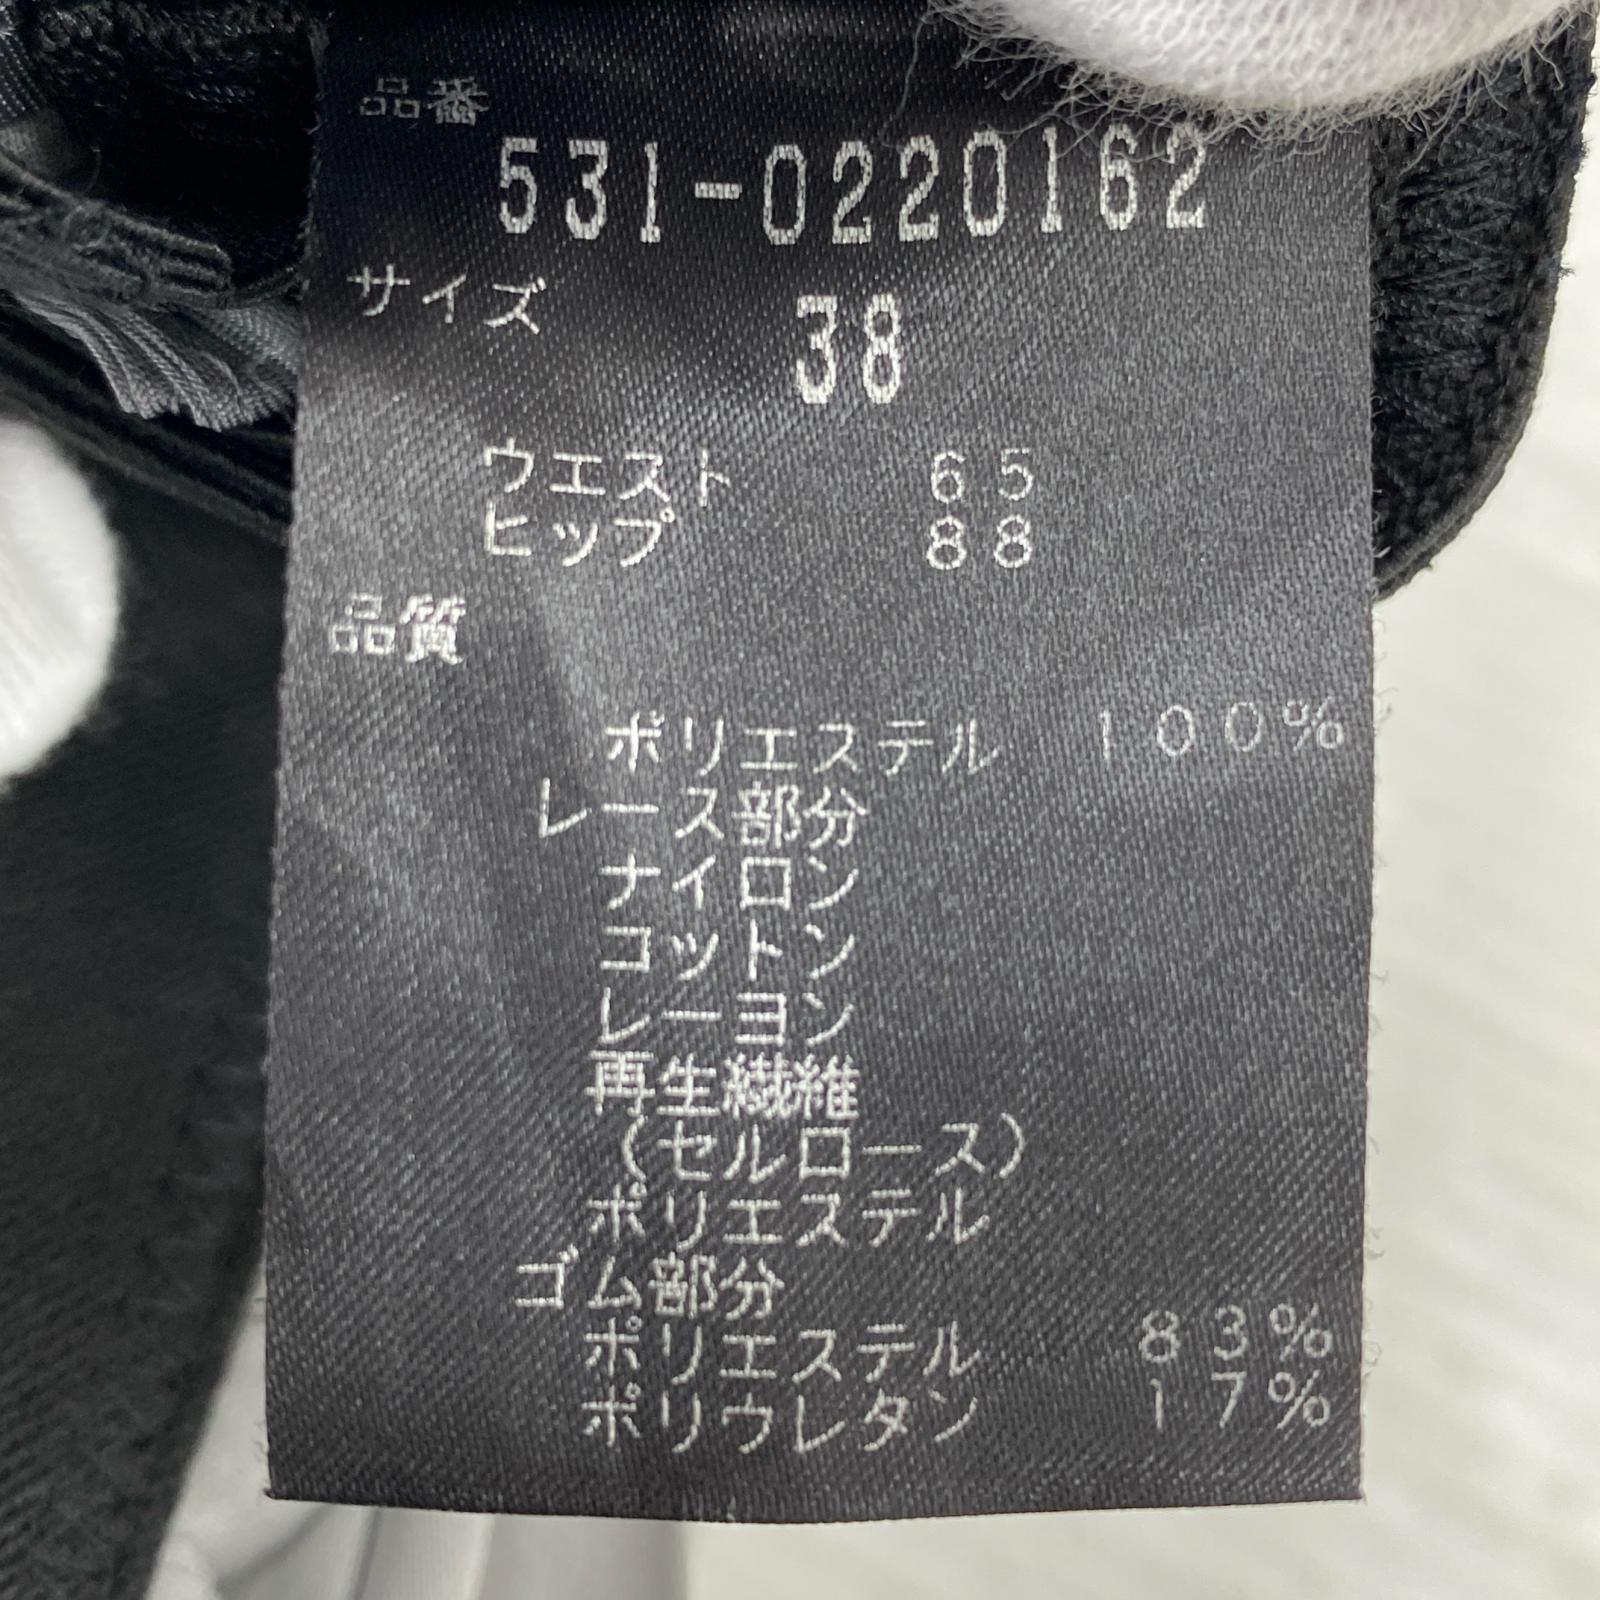 品番
531-0220162
サイズ 38
ウエスト 65
ヒップ 88
品質
ポリエステル 100%
レース部分
ナイロン
コットン
レーヨン
再生繊維
(セルロース)
ポリエステル
ゴム部分
ポリエステル 83%
ポリウレタン 17%